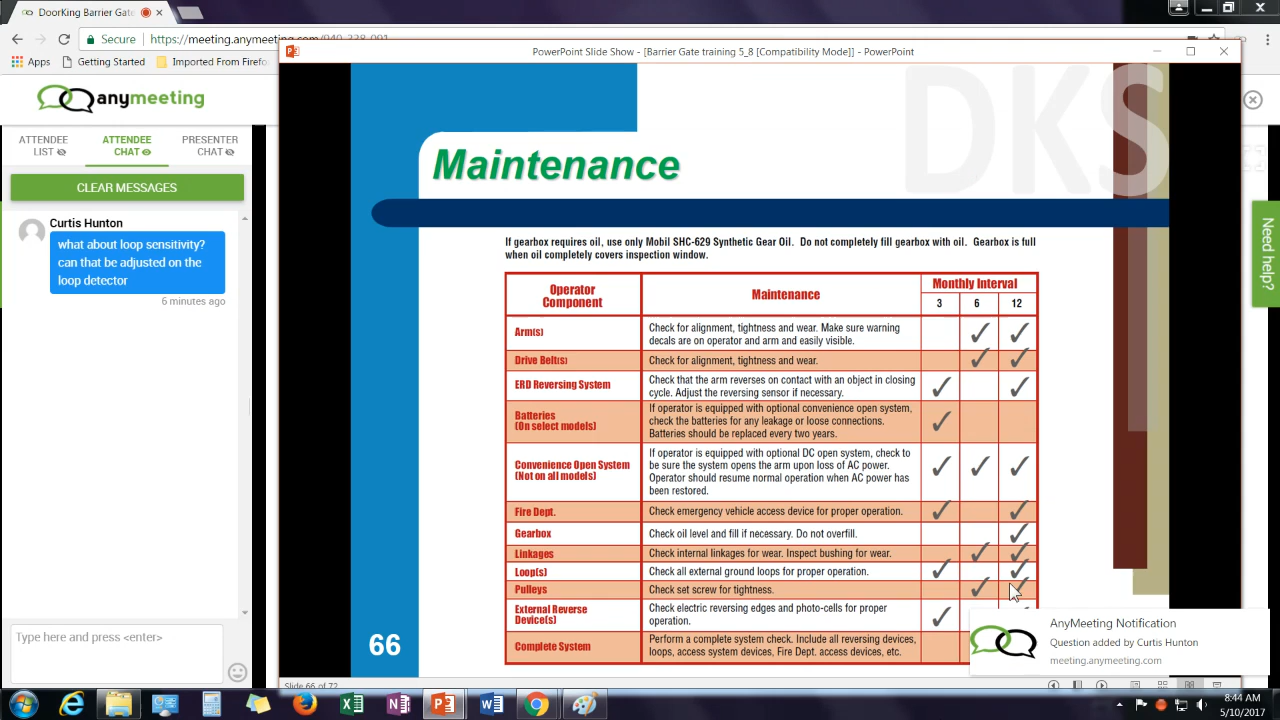 DoorKing Barrier Gat
Secure
https://meeting.anymeeting.com/940-338-091
Apps
Getting Started
Imported From Firefo
PowerPoint Slide Show - [Barrier Gate training 5_8 [Compatibility Mode]] - PowerPoint
anymeeting
ATTENDEE LIST
ATTENDEE CHAT
PRESENTER CHAT
CLEAR MESSAGES
Curtis Hunton
what about loop sensitivity?
can that be adjusted on the
loop detector
6 minutes ago
Type here and press <enter>
DKS
Maintenance
If gearbox requires oil, use only Mobil SHC-629 Synthetic Gear Oil. Do not completely fill gearbox with oil. Gearbox is full
when oil completely covers inspection window.
Operator
Component
Maintenance
Monthly Interval
3 6 12
Arm(s)
Check for alignment, tightness and wear. Make sure warning
decals are on operator and arm and easily visible.
Drive Belt(s)
Check for alignment, tightness and wear.
ERD Reversing System
Check that the arm reverses on contact with an object in closing
cycle. Adjust the reversing sensor if necessary.
Batteries
(On select models)
If operator is equipped with optional convenience open system,
check the batteries for any leakage or loose connections.
Batteries should be replaced every two years.
Convenience Open System
(Not on all models)
If operator is equipped with optional DC open system, check to
be sure the system opens the arm upon loss of AC power.
Operator should resume normal operation when AC power has
been restored.
Fire Dept.
Check emergency vehicle access device for proper operation.
Gearbox
Check oil level and fill if necessary. Do not overfill.
Linkages
Check internal linkages for wear. Inspect bushing for wear.
Loop(s)
Check all external ground loops for proper operation.
Pulleys
Check set screw for tightness.
External Reverse
Device(s)
Check electric reversing edges and photo-cells for proper
operation.
Complete System
Perform a complete system check. Include all reversing devices,
loops, access system devices, Fire Dept. access devices, etc.
66
Slide 66 of 72
Need help?
AnyMeeting Notification
Question added by Curtis Hunton
meeting.anymeeting.com
8:44 AM
5/10/2017